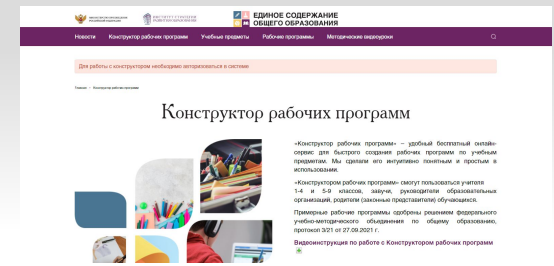 ЕДИНОЕ СОДЕРЖАНИЕ
ОБЩЕГО ОБРАЗОВАНИЯ
Новости Конструктор рабочих программ Учебные предметы Рабочие программы Методические видеоуроки
Для работы с конструктором необходимо авторизоваться в системе
Главная Конструктор рабочих программ
Конструктор рабочих программ
«Конструктор рабочих программ» – удобный бесплатный онлайн-
сервис для быстрого создания рабочих программ по учебным
предметам. Мы сделали его интуитивно понятным и простым в
использовании.
«Конструктором рабочих программ» смогут пользоваться учителя
1-4 и 5-9 классов, завучи, руководители образовательных
организаций, родители (законные представители) обучающихся.
Примерные рабочие программы одобрены решением федерального
учебно-методического объединения по общему образованию,
протокол 3/21 от 27.09.2021 г.
Видеоинструкция по работе с Конструктором рабочих программ